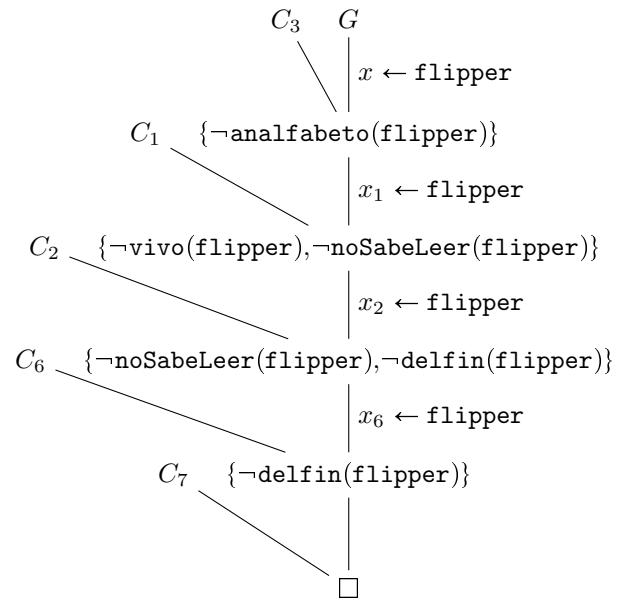 C₃ G
x ← flipper
C₁ {¬analfabeto(flipper)}
x₁ ← flipper
C₂ {¬vivo(flipper),¬noSabeLeer(flipper)}
x₂ ← flipper
C₆ {¬noSabeLeer(flipper),¬delfin(flipper)}
x₆ ← flipper
C₇ {¬delfin(flipper)}
□